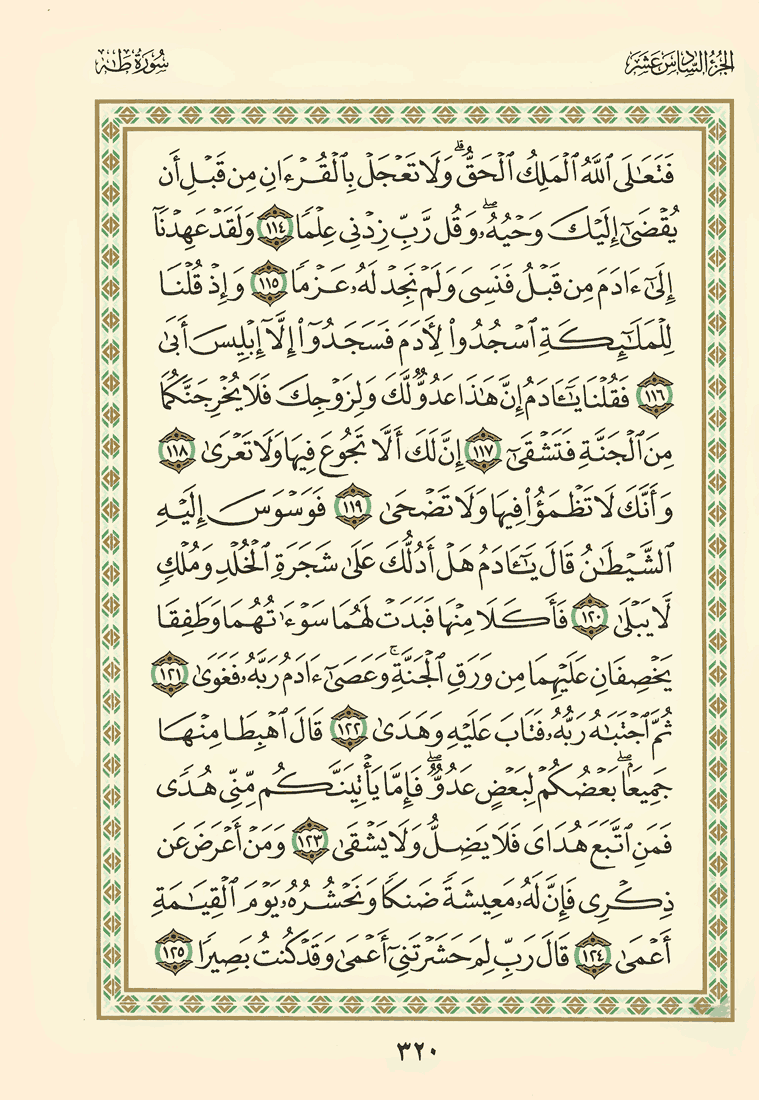 الجزء السادس عشر
سورة طه
فَتَعَٰلَى ٱللَّهُ ٱلْمَلِكُ ٱلْحَقُّ ۗ وَلَا تَعْجَلْ بِٱلْقُرْءَانِ مِن قَبْلِ أَن
يُقْضَىٰٓ إِلَيْكَ وَحْيُهُۥ ۖ وَقُل رَّبِّ زِدْنِى عِلْمًا ١١٤ وَلَقَدْ عَهِدْنَآ
إِلَىٰٓ ءَادَمَ مِن قَبْلُ فَنَسِىَ وَلَمْ نَجِدْ لَهُۥ عَزْمًا ١١٥ وَإِذْ قُلْنَا
لِلْمَلَٰٓئِكَةِ ٱسْجُدُوا۟ لِءَادَمَ فَسَجَدُوٓا۟ إِلَّآ إِبْلِيسَ أَبَىٰ
١١٦ فَقُلْنَا يَٰٓـَٔادَمُ إِنَّ هَٰذَا عَدُوٌّ لَّكَ وَلِزَوْجِكَ فَلَا يُخْرِجَنَّكُمَا
مِنَ ٱلْجَنَّةِ فَتَشْقَىٰٓ ١١٧ إِنَّ لَكَ أَلَّا تَجُوعَ فِيهَا وَلَا تَعْرَىٰ ١١٨
وَأَنَّكَ لَا تَظْمَؤُا۟ فِيهَا وَلَا تَضْحَىٰ ١١٩ فَوَسْوَسَ إِلَيْهِ
ٱلشَّيْطَٰنُ قَالَ يَٰٓـَٔادَمُ هَلْ أَدُلُّكَ عَلَىٰ شَجَرَةِ ٱلْخُلْدِ وَمُلْكٍ
لَّا يَبْلَىٰ ١٢٠ فَأَكَلَا مِنْهَا فَبَدَتْ لَهُمَا سَوْءَٰتُهُمَا وَطَفِقَا
يَخْصِفَانِ عَلَيْهِمَا مِن وَرَقِ ٱلْجَنَّةِ ۚ وَعَصَىٰٓ ءَادَمُ رَبَّهُۥ فَغَوَىٰ ١٢١
ثُمَّ ٱجْتَبَٰهُ رَبُّهُۥ فَتَابَ عَلَيْهِ وَهَدَىٰ ١٢٢ قَالَ ٱهْبِطَا مِنْهَا
جَمِيعًۢا ۖ بَعْضُكُمْ لِبَعْضٍ عَدُوٌّ ۖ فَإِمَّا يَأْتِيَنَّكُم مِّنِّى هُدًى
فَمَنِ ٱتَّبَعَ هُدَاىَ فَلَا يَضِلُّ وَلَا يَشْقَىٰ ١٢٣ وَمَنْ أَعْرَضَ عَن
ذِكْرِى فَإِنَّ لَهُۥ مَعِيشَةً ضَنكًا وَنَحْشُرُهُۥ يَوْمَ ٱلْقِيَٰمَةِ
أَعْمَىٰ ١٢٤ قَالَ رَبِّ لِمَ حَشَرْتَنِىٓ أَعْمَىٰ وَقَدْ كُنتُ بَصِيرًا ١٢٥
٣٢٠